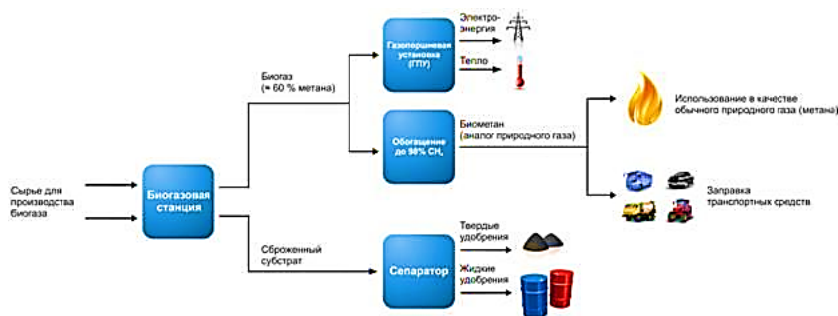 Электро-
энергия
Газопоршневая
установка
(ГПУ)
Тепло
Биогаз
(≈ 60 % метана)
Биометан
(аналог природного газа)
Обогащение
до 98% CH₄
Использование в качестве
обычного природного газа (метана)
Сырье для
производства
биогаза
Биогазовая
станция
Заправка
транспортных средств
Сброженный
субстрат
Сепаратор
Твердые
удобрения
Жидкие
удобрения